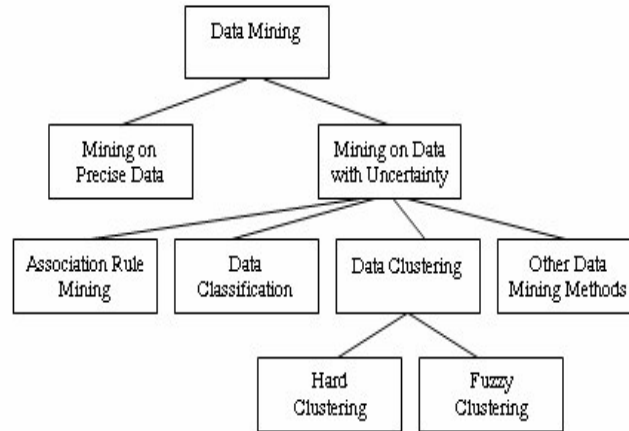 Data Mining
Mining on
Precise Data
Mining on Data
with Uncertainty
Association Rule
Mining
Data
Classification
Data Clustering
Other Data
Mining Methods
Hard
Clustering
Fuzzy
Clustering